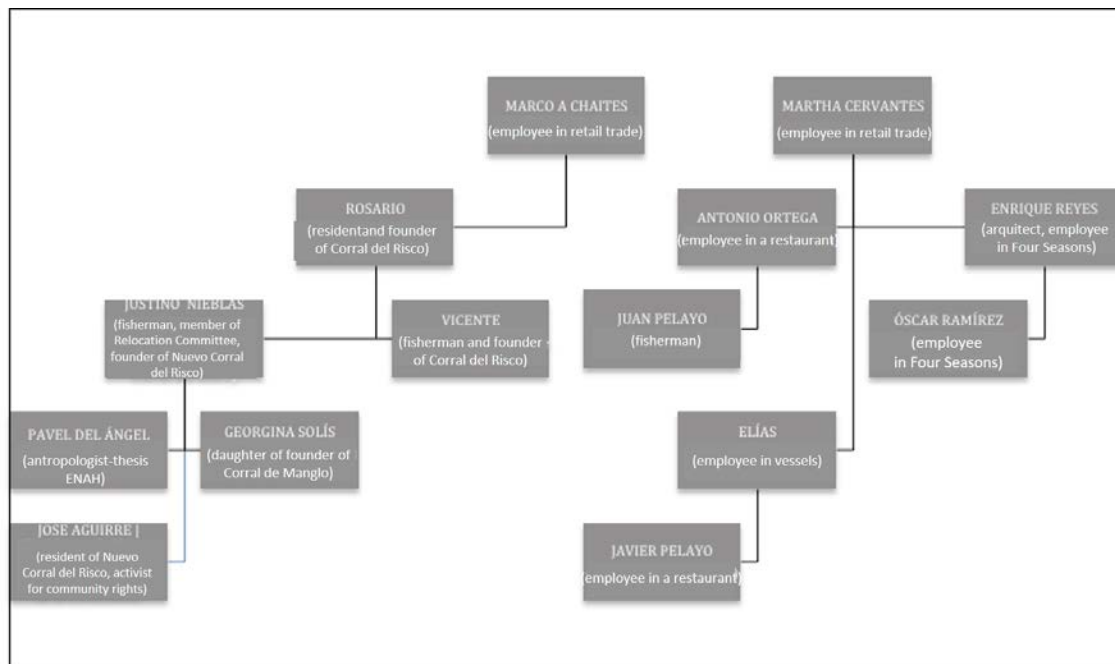 MARCO A CHAITES
(employee in retail trade)
MARTHA CERVANTES
(employee in retail trade)
ROSARIO
(residentand founder
of Corral del Risco)
ANTONIO ORTEGA
(employee in a restaurant)
ENRIQUE REYES
(arquitect, employee
in Four Seasons)
JUSTINO NIEBLAS
(fisherman, member of
Relocation Committee,
founder of Nuevo Corral
del Risco)
VICENTE
(fisherman and founder
of Corral del Risco)
JUAN PELAYO
(fisherman)
ÓSCAR RAMÍREZ
(employee
in Four Seasons)
PAVEL DEL ÁNGEL
(antropologist-thesis
ENAH)
GEORGINA SOLÍS
(daughter of founder of
Corral de Manglo)
ELÍAS
(employee in vessels)
JOSE AGUIRRE J
(resident of Nuevo
Corral del Risco, activist
for community rights)
JAVIER PELAYO
(employee in a restaurant)